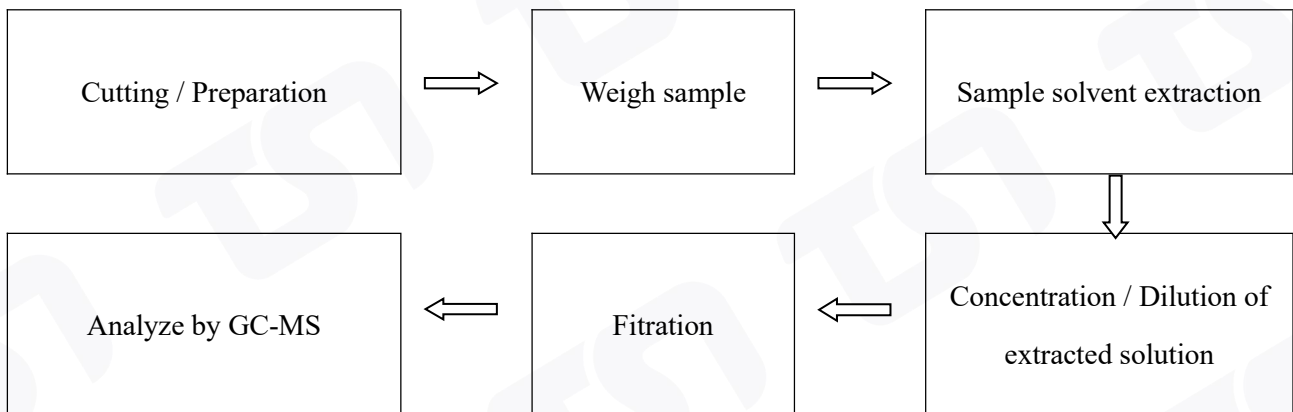 Cutting / Preparation
Weigh sample
Sample solvent extraction
Concentration / Dilution of
extracted solution
Fitration
Analyze by GC-MS